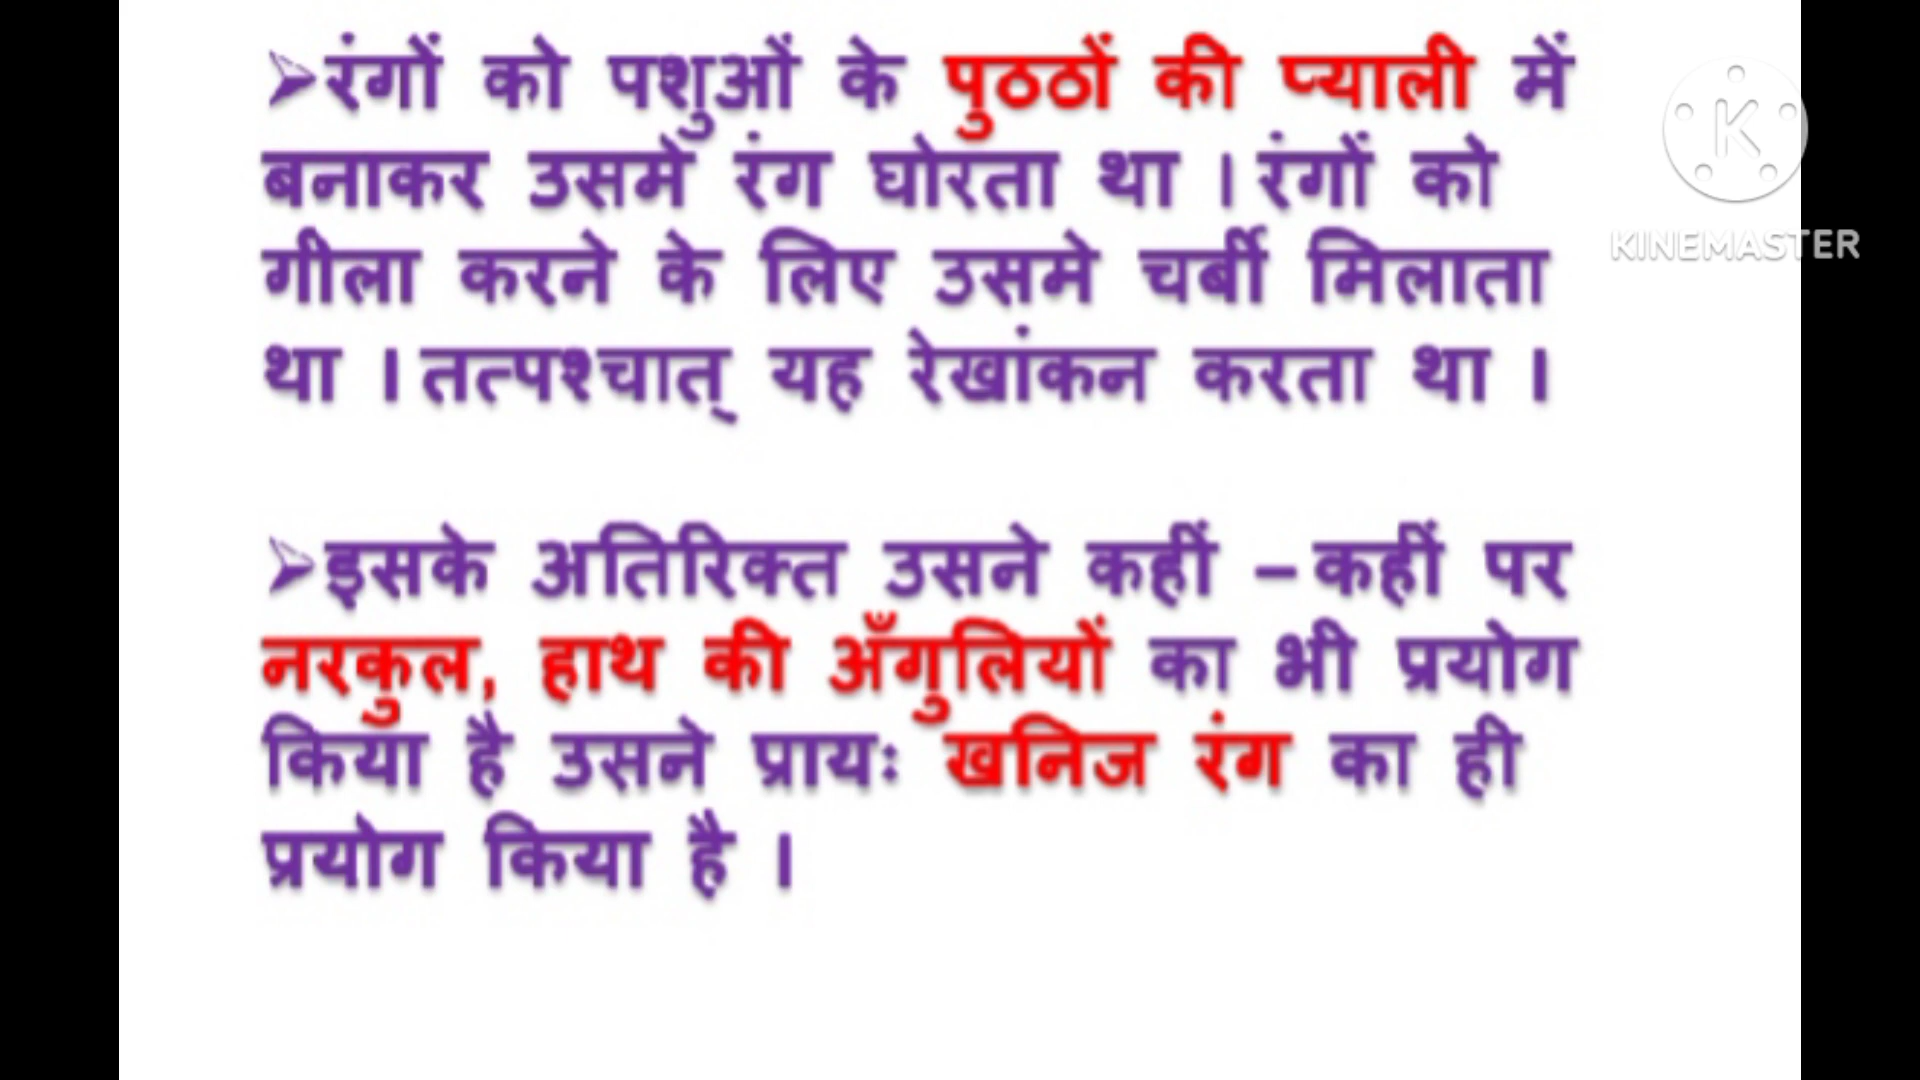 ➢रंगों को पशुओं के पुठठों की प्याली में
बनाकर उसमे रंग घोरता था । रंगों को
गीला करने के लिए उसमे चर्बी मिलाता
था । तत्पश्चात् यह रेखांकन करता था ।
➢इसके अतिरिक्त उसने कहीं – कहीं पर
नरकुल, हाथ की अँगुलियों का भी प्रयोग
किया है उसने प्रायः खनिज रंग का ही
प्रयोग किया है ।
K
KINEMASTER